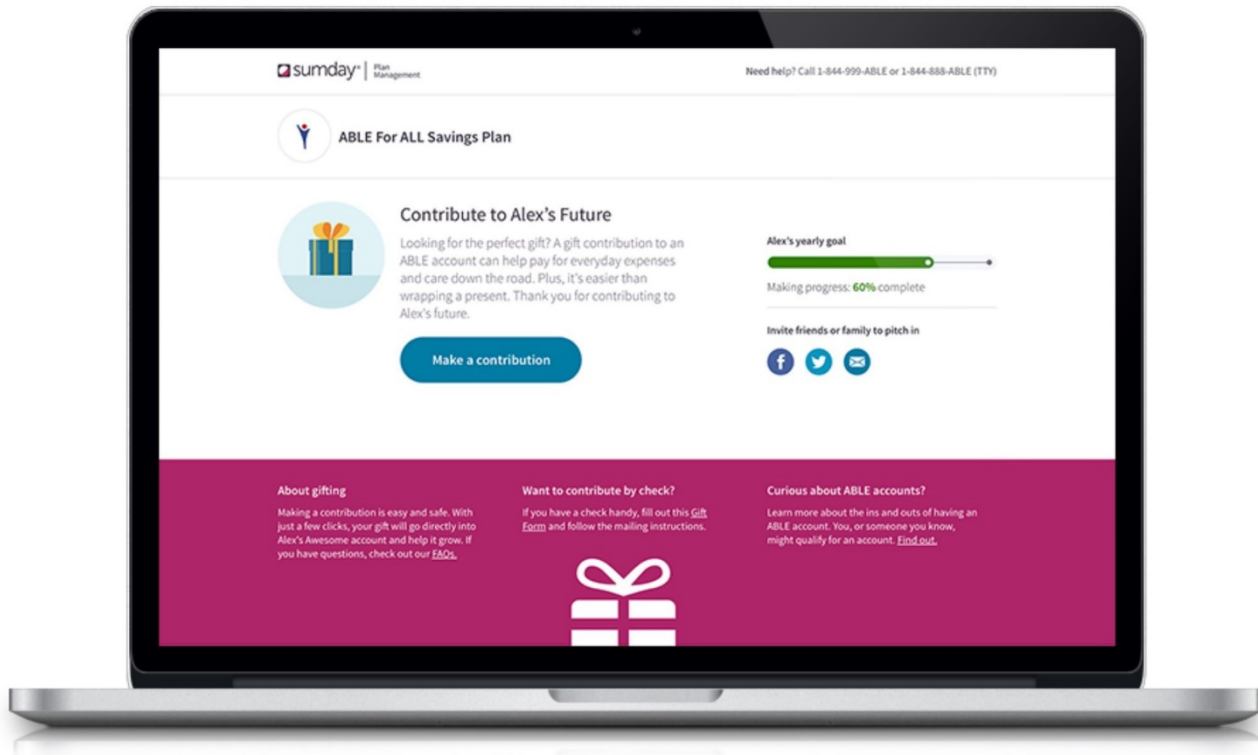 sumday® | Plan Management
Need help? Call 1-844-999-ABLE or 1-844-888-ABLE (TTY)
ABLE For ALL Savings Plan
Contribute to Alex's Future
Looking for the perfect gift? A gift contribution to an
ABLE account can help pay for everyday expenses
and care down the road. Plus, it's easier than
wrapping a present. Thank you for contributing to
Alex's future.
Make a contribution
Alex's yearly goal
Making progress: 60% complete
Invite friends or family to pitch in
About gifting
Making a contribution is easy and safe. With
just a few clicks, your gift will go directly into
Alex's Awesome account and help it grow. If
you have questions, check out our FAQs.
Want to contribute by check?
If you have a check handy, fill out this Gift
Form and follow the mailing instructions.
Curious about ABLE accounts?
Learn more about the ins and outs of having an
ABLE account. You, or someone you know,
might qualify for an account. Find out.